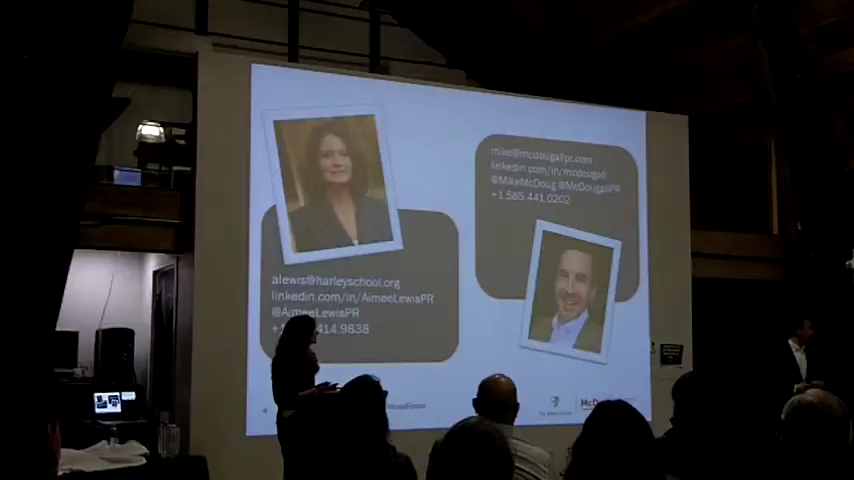 alewis@harleyschool.org
linkedin.com/in/AimeeLewisPR
@AimeeLewisPR
414.9838
mike@mcdougallpr.com
linkedin.com/in/mcdougall
@MikeMcDoug @McDougallPR
+1.585.441.0202